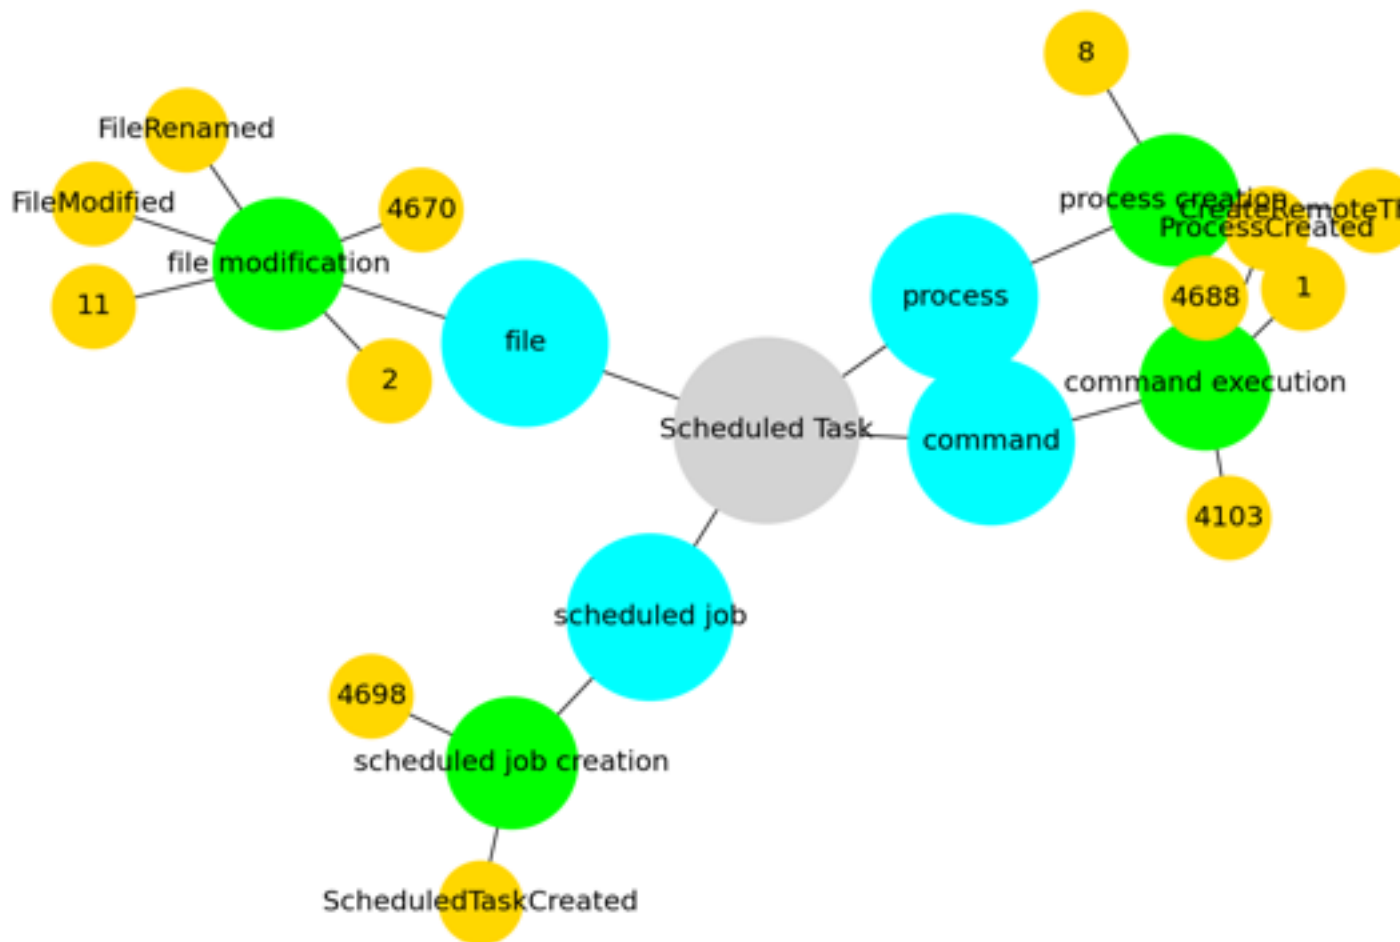 8
FileRenamed
FileModified
4670
process creation
CreateRemoteTh
ProcessCreated
file modification
11
process
4688
1
file
2
command execution
Scheduled Task
command
4103
scheduled job
4698
scheduled job creation
ScheduledTaskCreated